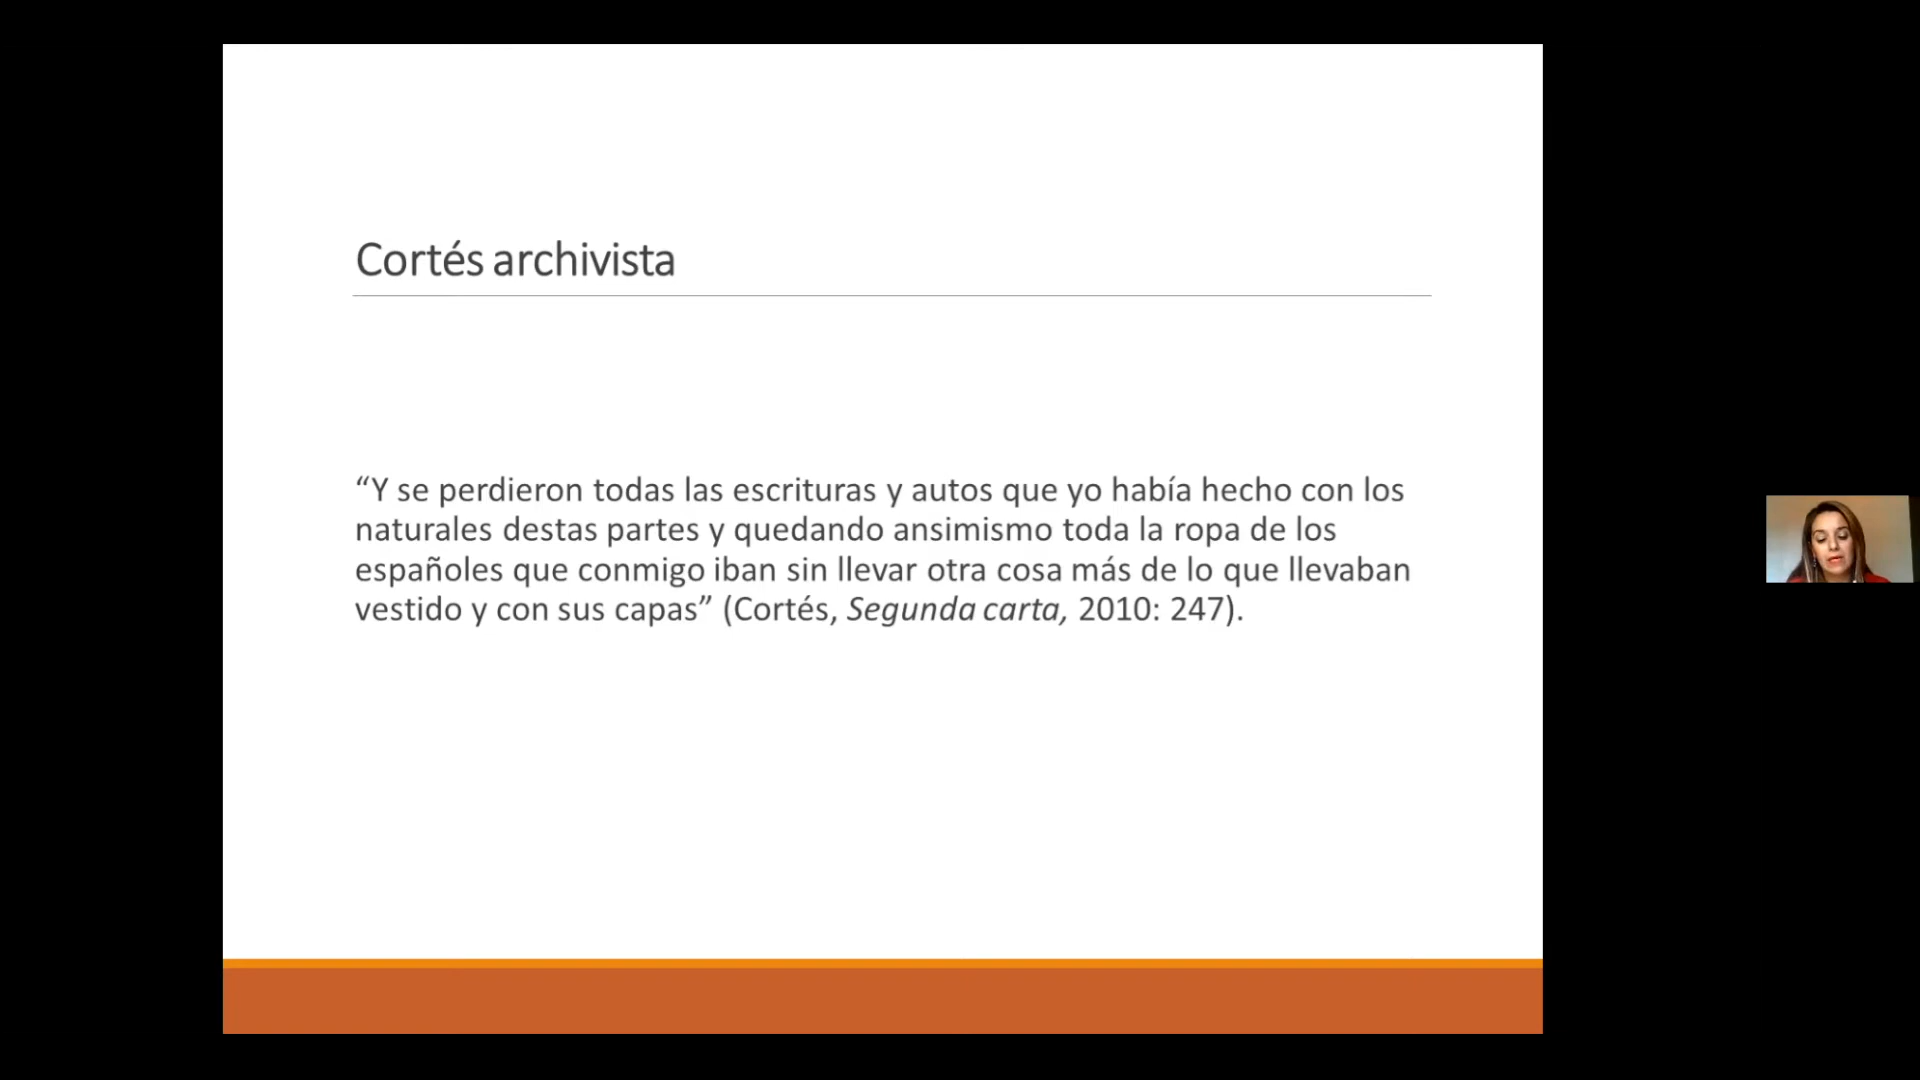 Cortés archivista
“Y se perdieron todas las escrituras y autos que yo había hecho con los
naturales destas partes y quedando ansimismo toda la ropa de los
españoles que conmigo iban sin llevar otra cosa más de lo que llevaban
vestido y con sus capas” (Cortés, Segunda carta, 2010: 247).